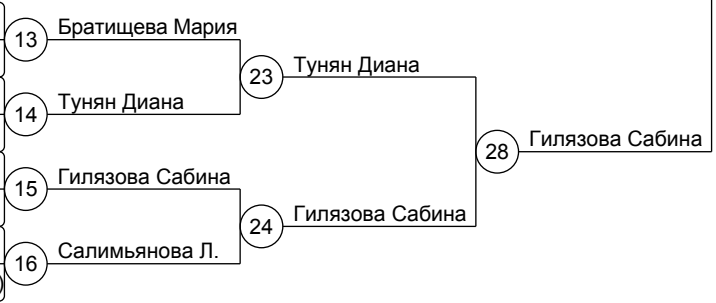 13
Братищева Мария
23
Тунян Диана
14
Тунян Диана
28
Гилязова Сабина
15
Гилязова Сабина
24
Гилязова Сабина
16
Салимьянова Л.